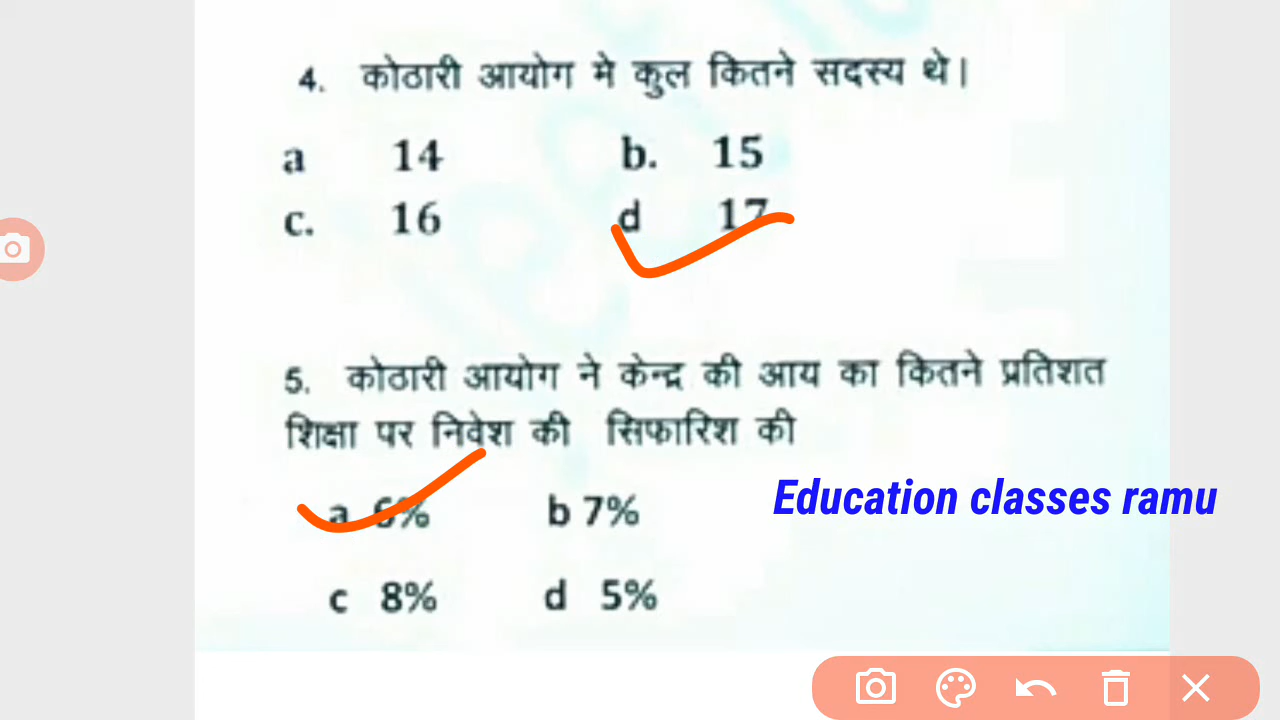 4. कोठारी आयोग मे कुल कितने सदस्य थे।
a 14 b. 15
c. 16 d 17
5. कोठारी आयोग ने केन्द्र की आय का कितने प्रतिशत
शिक्षा पर निवेश की सिफारिश की
a 6% b 7%
Education classes ramu
c 8% d 5%